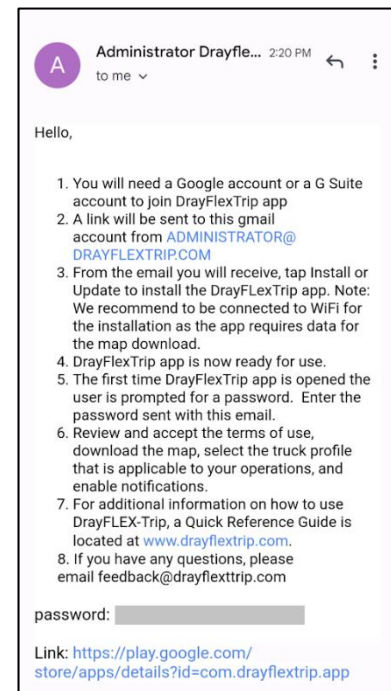 A
Administrator Drayfle... 2:20 PM
to me
Hello,
1. You will need a Google account or a G Suite
account to join DrayFlexTrip app
2. A link will be sent to this gmail
account from ADMINISTRATOR@
DRAYFLEXTRIP.COM
3. From the email you will receive, tap Install or
Update to install the DrayFLexTrip app. Note:
We recommend to be connected to WiFi for
the installation as the app requires data for
the map download.
4. DrayFlexTrip app is now ready for use.
5. The first time DrayFlexTrip app is opened the
user is prompted for a password.  Enter the
password sent with this email.
6. Review and accept the terms of use,
download the map, select the truck profile
that is applicable to your operations, and
enable notifications.
7. For additional information on how to use
DrayFLEX-Trip, a Quick Reference Guide is
located at www.drayflextrip.com.
8. If you have any questions, please
email feedback@drayflexttrip.com
password:
Link: https://play.google.com/
store/apps/details?id=com.drayflextrip.app